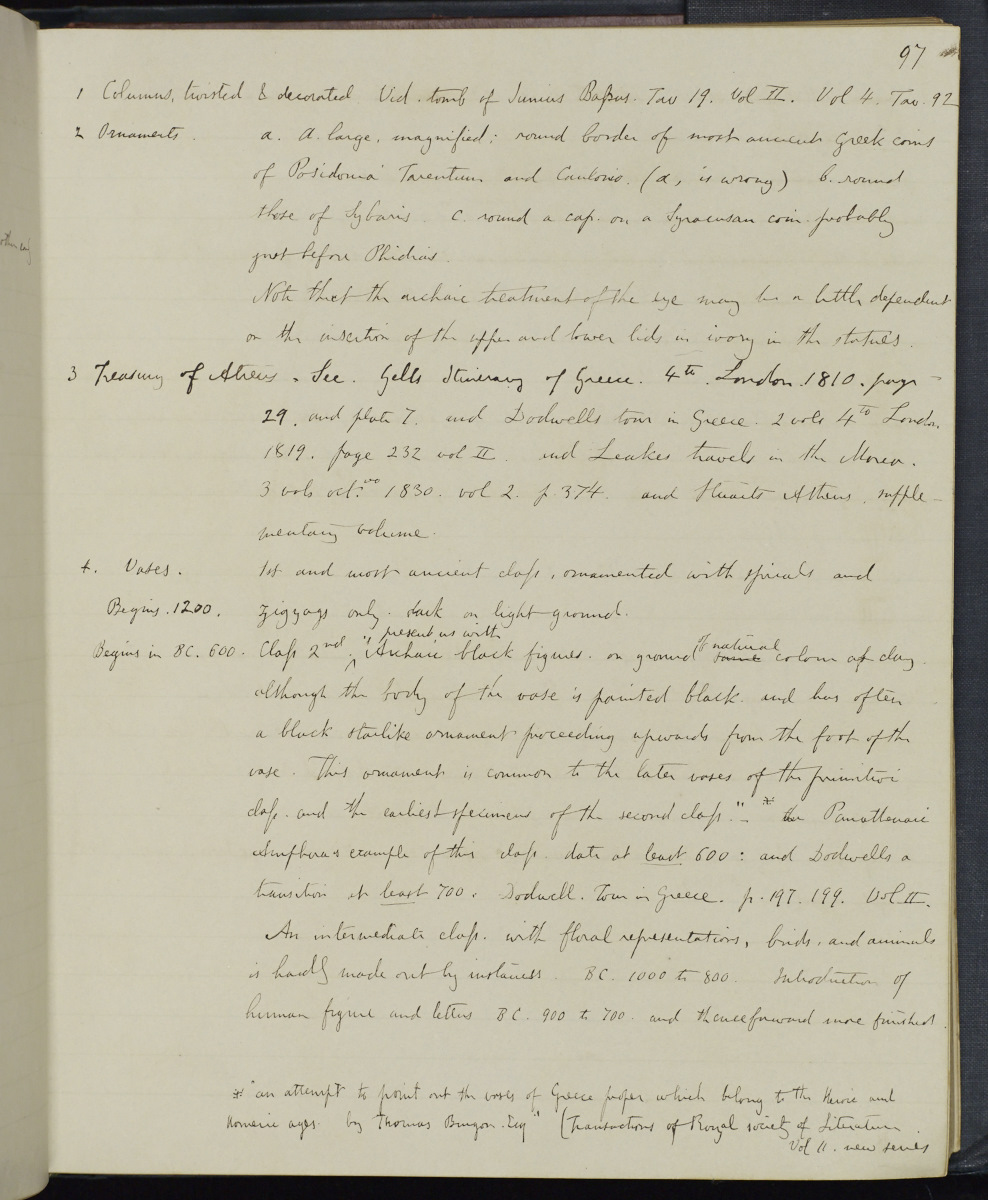 97
1 Columns, twisted & decorated Vid. tomb of Junius Bassus. Tav 19. Vol II. Vol 4. Tav. 92
2 Ornaments. a. A. large, magnified; round border of most ancient Greek coins
of Posidonia Tarentum and Caulonia. (a, is wrong) b. round
those of Sybaris. c. round a cap. on a Syracusan coin. probably
just before Phidias.
Note that the archaic treatment of the eye may be a little dependent
on the insertion of the upper and lower lids in ivory in the statues.
3 Treasury of Atreus. See. Gells Itinerary of Greece. 4th. London. 1810. page
29. and plate 7. and Dodwells tour in Greece. 2 vols 4to London
1819. page 232 vol II. and Leakes travels in the Morea.
3 vols oct.vo 1830. vol 2. p. 374. and Stuarts Athens, supple-
mentary volume.
4. Vases. 1st and most ancient class, ornamented with spirals and
Begins. 1200. zigzags only. dark on light ground.
Begins in BC. 600. Class 2nd. "present us with Archaic black figures. on ground of natural same colour of clay.
although the body of the vase is painted black. and has often
a black starlike ornament proceeding upwards from the foot of the
vase. This ornament is common to the later vases of the primitive
class. and the earliest specimens of the second class." * the Panattenaic
Amphora's example of this class. date at least 600: and Dodwells a
transition at least 700. Dodwell. Tour in Greece. p. 197. 199. Vol II.
An intermediate class. with floral representations, birds, and animals
is hardly made out by instances. BC. 1000 to 800. Introduction of
human figure and letters BC. 900 to 700. and thenceforward more finished.
* "an attempt to point out the vases of Greece proper which belong to the Heroic and
Homeric ages. by Thomas Burgon. Esq" (Transactions of Royal society of Literature.
Vol II. new series